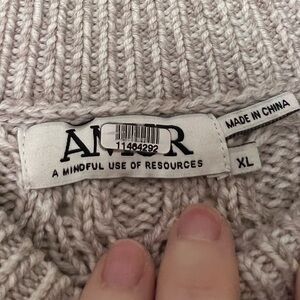 11464292
A MINDFUL USE OF RESOURCES
MADE IN CHINA
XL